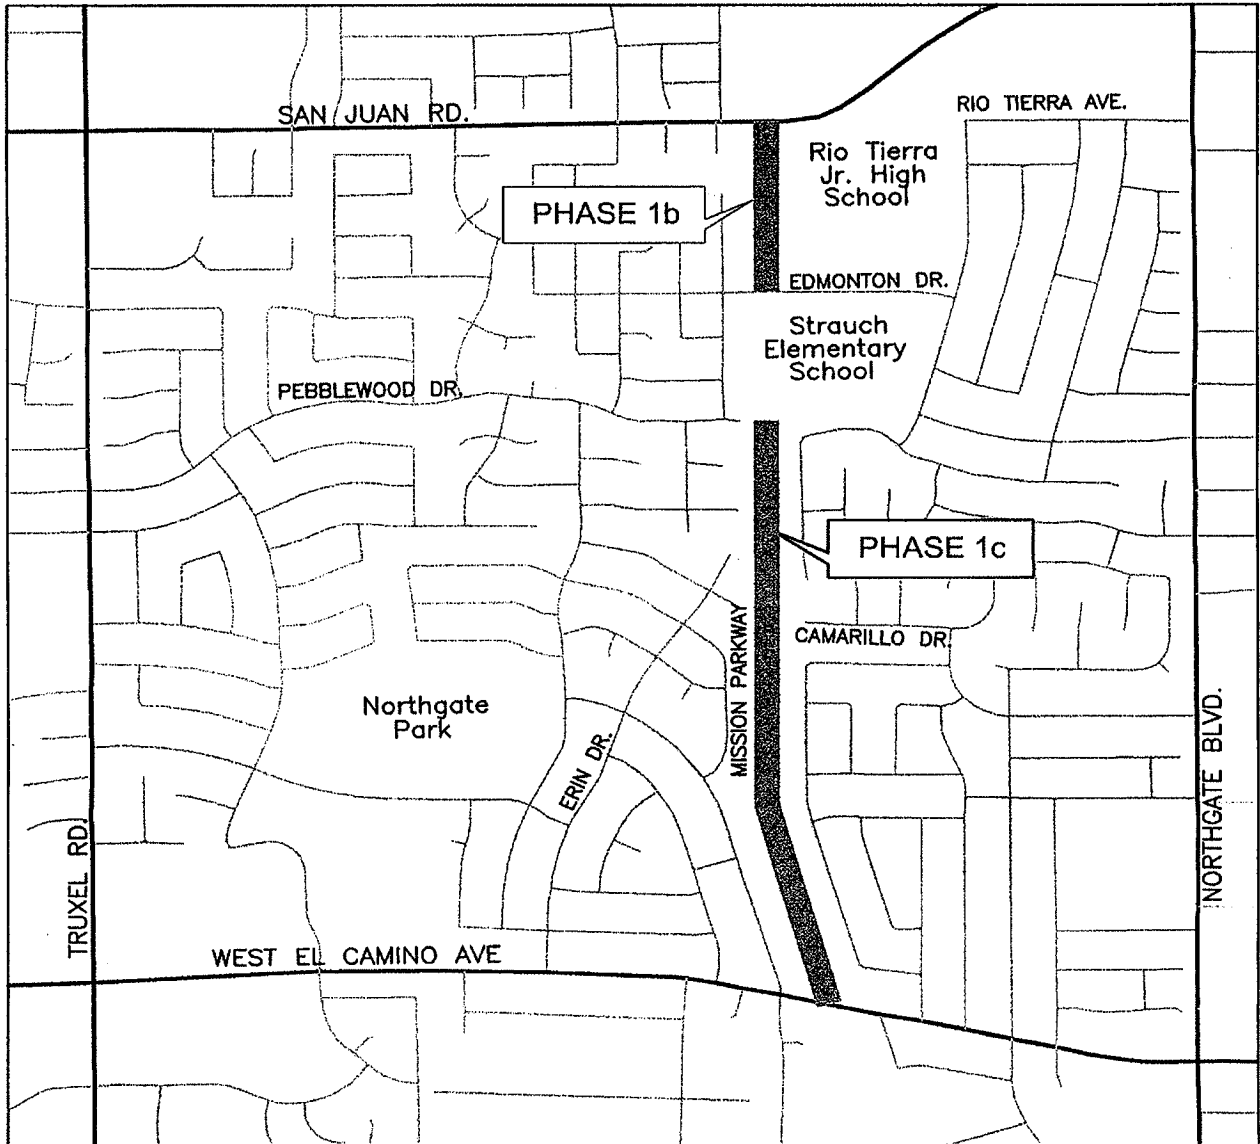 SAN JUAN RD.
RIO TIERRA AVE.
Rio Tierra
Jr. High
School
PHASE 1b
EDMONTON DR.
Strauch
Elementary
School
PEBBLEWOOD DR.
PHASE 1c
MISSION PARKWAY
CAMARILLO DR.
Northgate
Park
ERIN DR.
NORTHGATE BLVD.
TRUXEL RD.
WEST EL CAMINO AVE